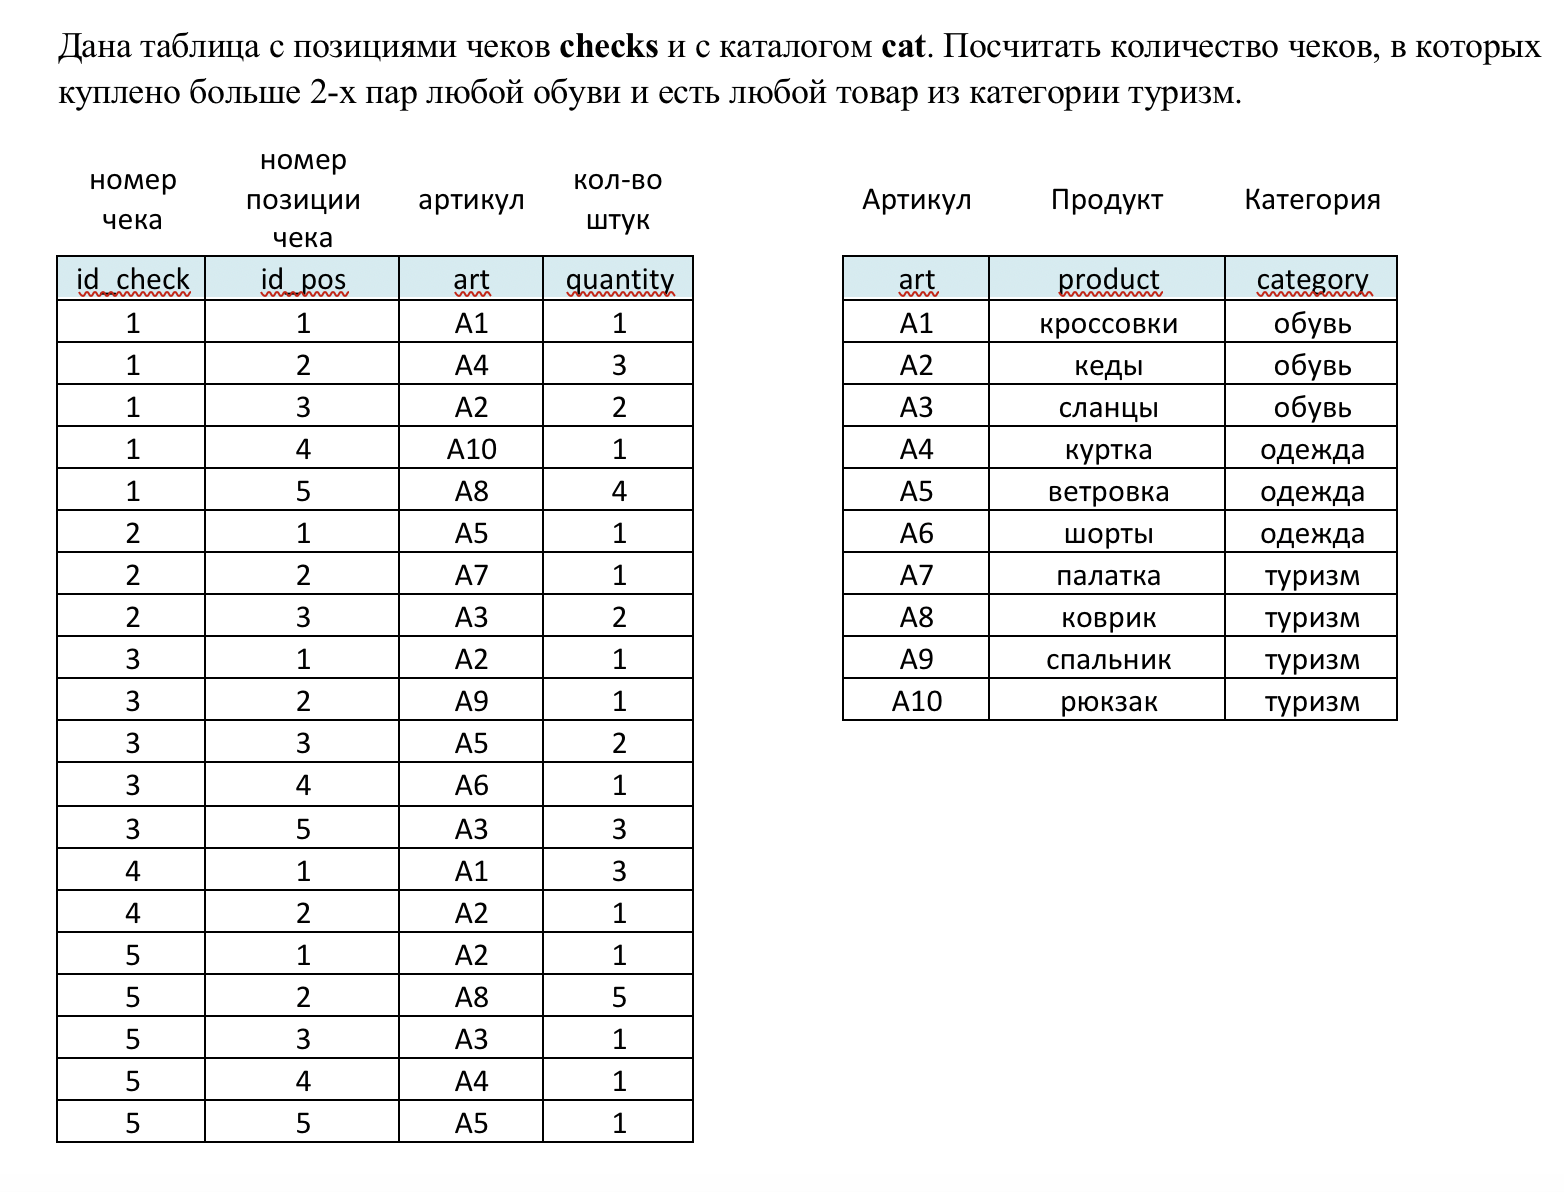 Дана таблица с позициями чеков checks и с каталогом cat. Посчитать количество чеков, в которых
куплено больше 2-х пар любой обуви и есть любой товар из категории туризм.
номер чека номер позиции чека артикул кол-во штук
id_check id_pos art quantity
1 1 A1 1
1 2 A4 3
1 3 A2 2
1 4 A10 1
1 5 A8 4
2 1 A5 1
2 2 A7 1
2 3 A3 2
3 1 A2 1
3 2 A9 1
3 3 A5 2
3 4 A6 1
3 5 A3 3
4 1 A1 3
4 2 A2 1
5 1 A2 1
5 2 A8 5
5 3 A3 1
5 4 A4 1
5 5 A5 1
Артикул Продукт Категория
art product category
A1 кроссовки обувь
A2 кеды обувь
A3 сланцы обувь
A4 куртка одежда
A5 ветровка одежда
A6 шорты одежда
A7 палатка туризм
A8 коврик туризм
A9 спальник туризм
A10 рюкзак туризм